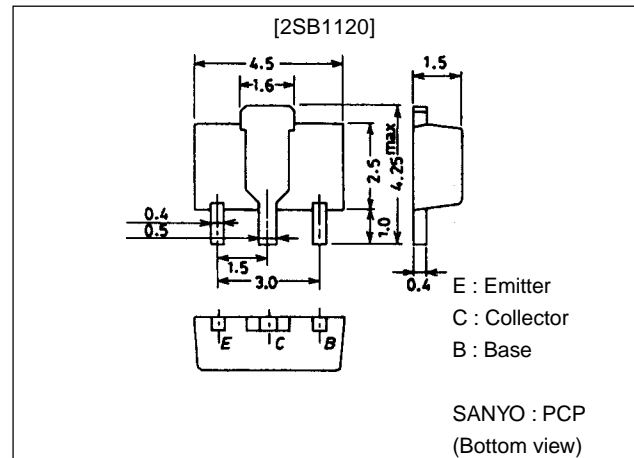 [2SB1120]
4.5
1.6
1.5
2.5
4.25max
1.0
0.4
0.5
1.5
3.0
0.4
E : Emitter
C : Collector
B : Base
E C B
SANYO : PCP
(Bottom view)